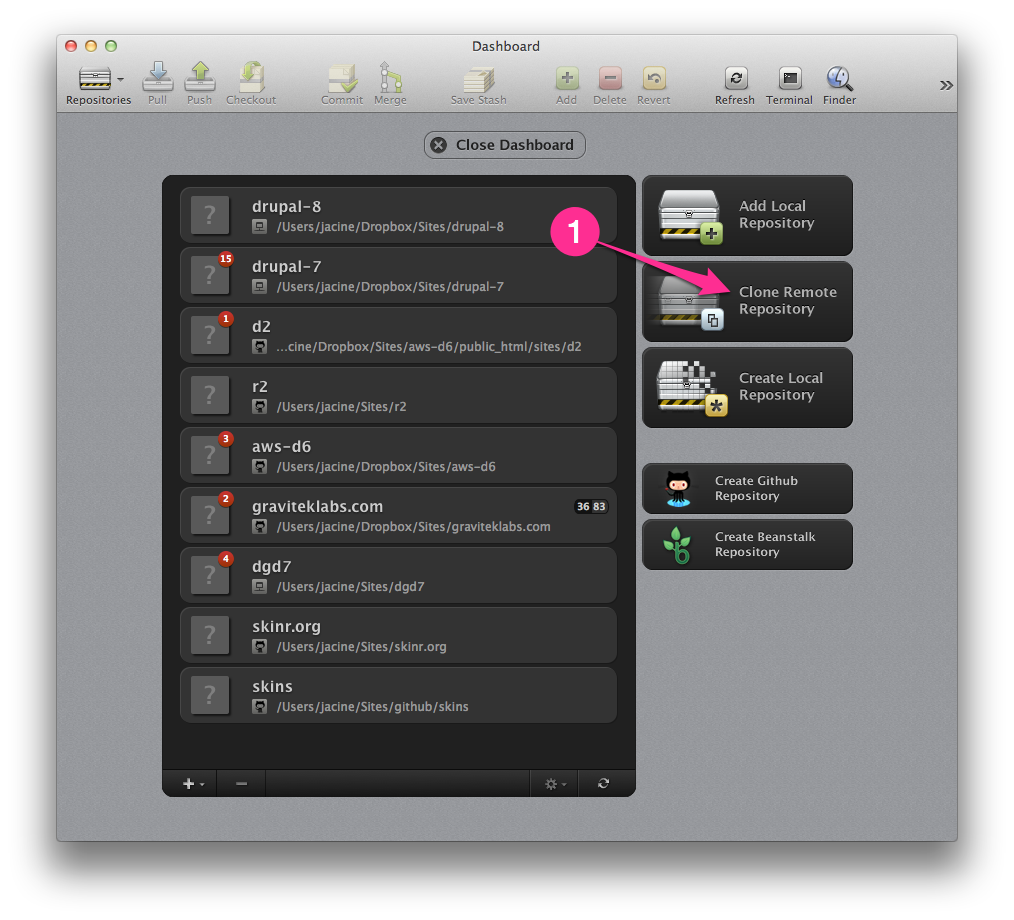 Dashboard
Repositories Pull Push Checkout Commit Merge Save Stash Add Delete Revert Refresh Terminal Finder
Close Dashboard
drupal-8
/Users/jacine/Dropbox/Sites/drupal-8
15
drupal-7
/Users/jacine/Dropbox/Sites/drupal-7
1
d2
...cine/Dropbox/Sites/aws-d6/public_html/sites/d2
r2
/Users/jacine/Sites/r2
3
aws-d6
/Users/jacine/Dropbox/Sites/aws-d6
2
graviteklabs.com 36 83
/Users/jacine/Dropbox/Sites/graviteklabs.com
4
dgd7
/Users/jacine/Sites/dgd7
skinr.org
/Users/jacine/Sites/skinr.org
skins
/Users/jacine/Sites/github/skins
1
Add Local
Repository
Clone Remote
Repository
Create Local
Repository
Create Github
Repository
Create Beanstalk
Repository